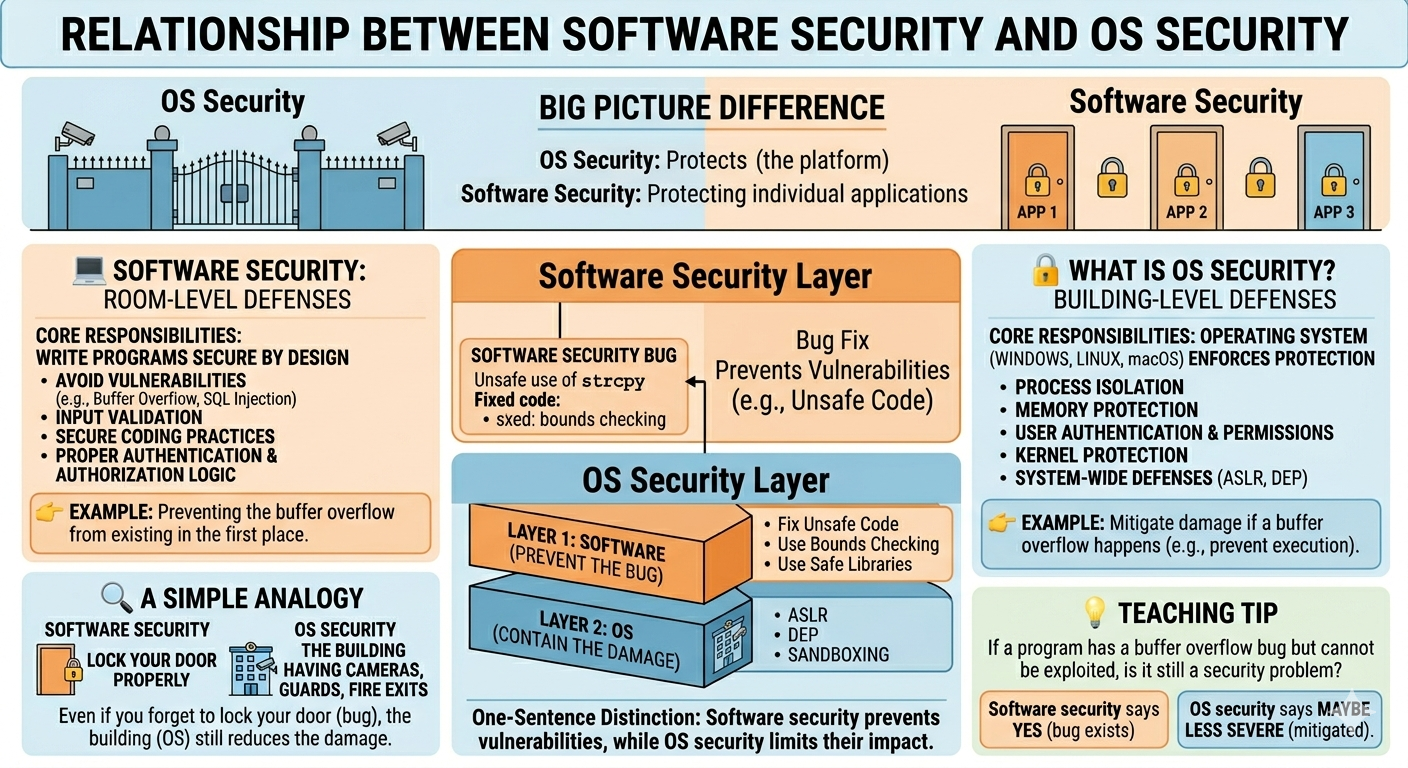 RELATIONSHIP BETWEEN SOFTWARE SECURITY AND OS SECURITY
OS Security
BIG PICTURE DIFFERENCE
OS Security: Protects (the platform)
Software Security: Protecting individual applications
Software Security
APP 1
APP 2
APP 3
SOFTWARE SECURITY:
ROOM-LEVEL DEFENSES
CORE RESPONSIBILITIES:
WRITE PROGRAMS SECURE BY DESIGN
• AVOID VULNERABILITIES
(e.g., Buffer Overflow, SQL Injection)
• INPUT VALIDATION
• SECURE CODING PRACTICES
• PROPER AUTHENTICATION &
AUTHORIZATION LOGIC
EXAMPLE: Preventing the buffer overflow
from existing in the first place.
A SIMPLE ANALOGY
SOFTWARE SECURITY
LOCK YOUR DOOR
PROPERLY
OS SECURITY
THE BUILDING
HAVING CAMERAS,
GUARDS, FIRE EXITS
Even if you forget to lock your door (bug), the
building (OS) still reduces the damage.
Software Security Layer
SOFTWARE SECURITY BUG
Unsafe use of strcpy
Fixed code:
• sxed: bounds checking
Bug Fix
Prevents Vulnerabilities
(e.g., Unsafe Code)
OS Security Layer
LAYER 1: SOFTWARE
(PREVENT THE BUG)
• Fix Unsafe Code
• Use Bounds Checking
• Use Safe Libraries
LAYER 2: OS
(CONTAIN THE DAMAGE)
• ASLR
• DEP
• SANDBOXING
One-Sentence Distinction: Software security prevents
vulnerabilities, while OS security limits their impact.
WHAT IS OS SECURITY?
BUILDING-LEVEL DEFENSES
CORE RESPONSIBILITIES: OPERATING SYSTEM
(WINDOWS, LINUX, macOS) ENFORCES PROTECTION
• PROCESS ISOLATION
• MEMORY PROTECTION
• USER AUTHENTICATION & PERMISSIONS
• KERNEL PROTECTION
• SYSTEM-WIDE DEFENSES (ASLR, DEP)
EXAMPLE: Mitigate damage if a buffer
overflow happens (e.g., prevent execution).
TEACHING TIP
If a program has a buffer overflow bug but cannot
be exploited, is it still a security problem?
Software security says
YES (bug exists)
OS security says MAYBE
LESS SEVERE (mitigated).